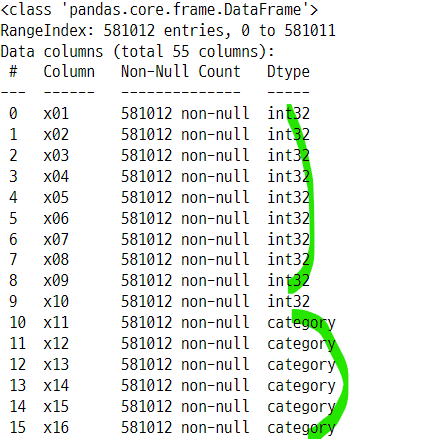 <class 'pandas.core.frame.DataFrame'>
RangeIndex: 581012 entries, 0 to 581011
Data columns (total 55 columns):
 #   Column  Non-Null Count   Dtype
---  ------  --------------   -----
 0   x01     581012 non-null  int32
 1   x02     581012 non-null  int32
 2   x03     581012 non-null  int32
 3   x04     581012 non-null  int32
 4   x05     581012 non-null  int32
 5   x06     581012 non-null  int32
 6   x07     581012 non-null  int32
 7   x08     581012 non-null  int32
 8   x09     581012 non-null  int32
 9   x10     581012 non-null  int32
 10  x11     581012 non-null  category
 11  x12     581012 non-null  category
 12  x13     581012 non-null  category
 13  x14     581012 non-null  category
 14  x15     581012 non-null  category
 15  x16     581012 non-null  category